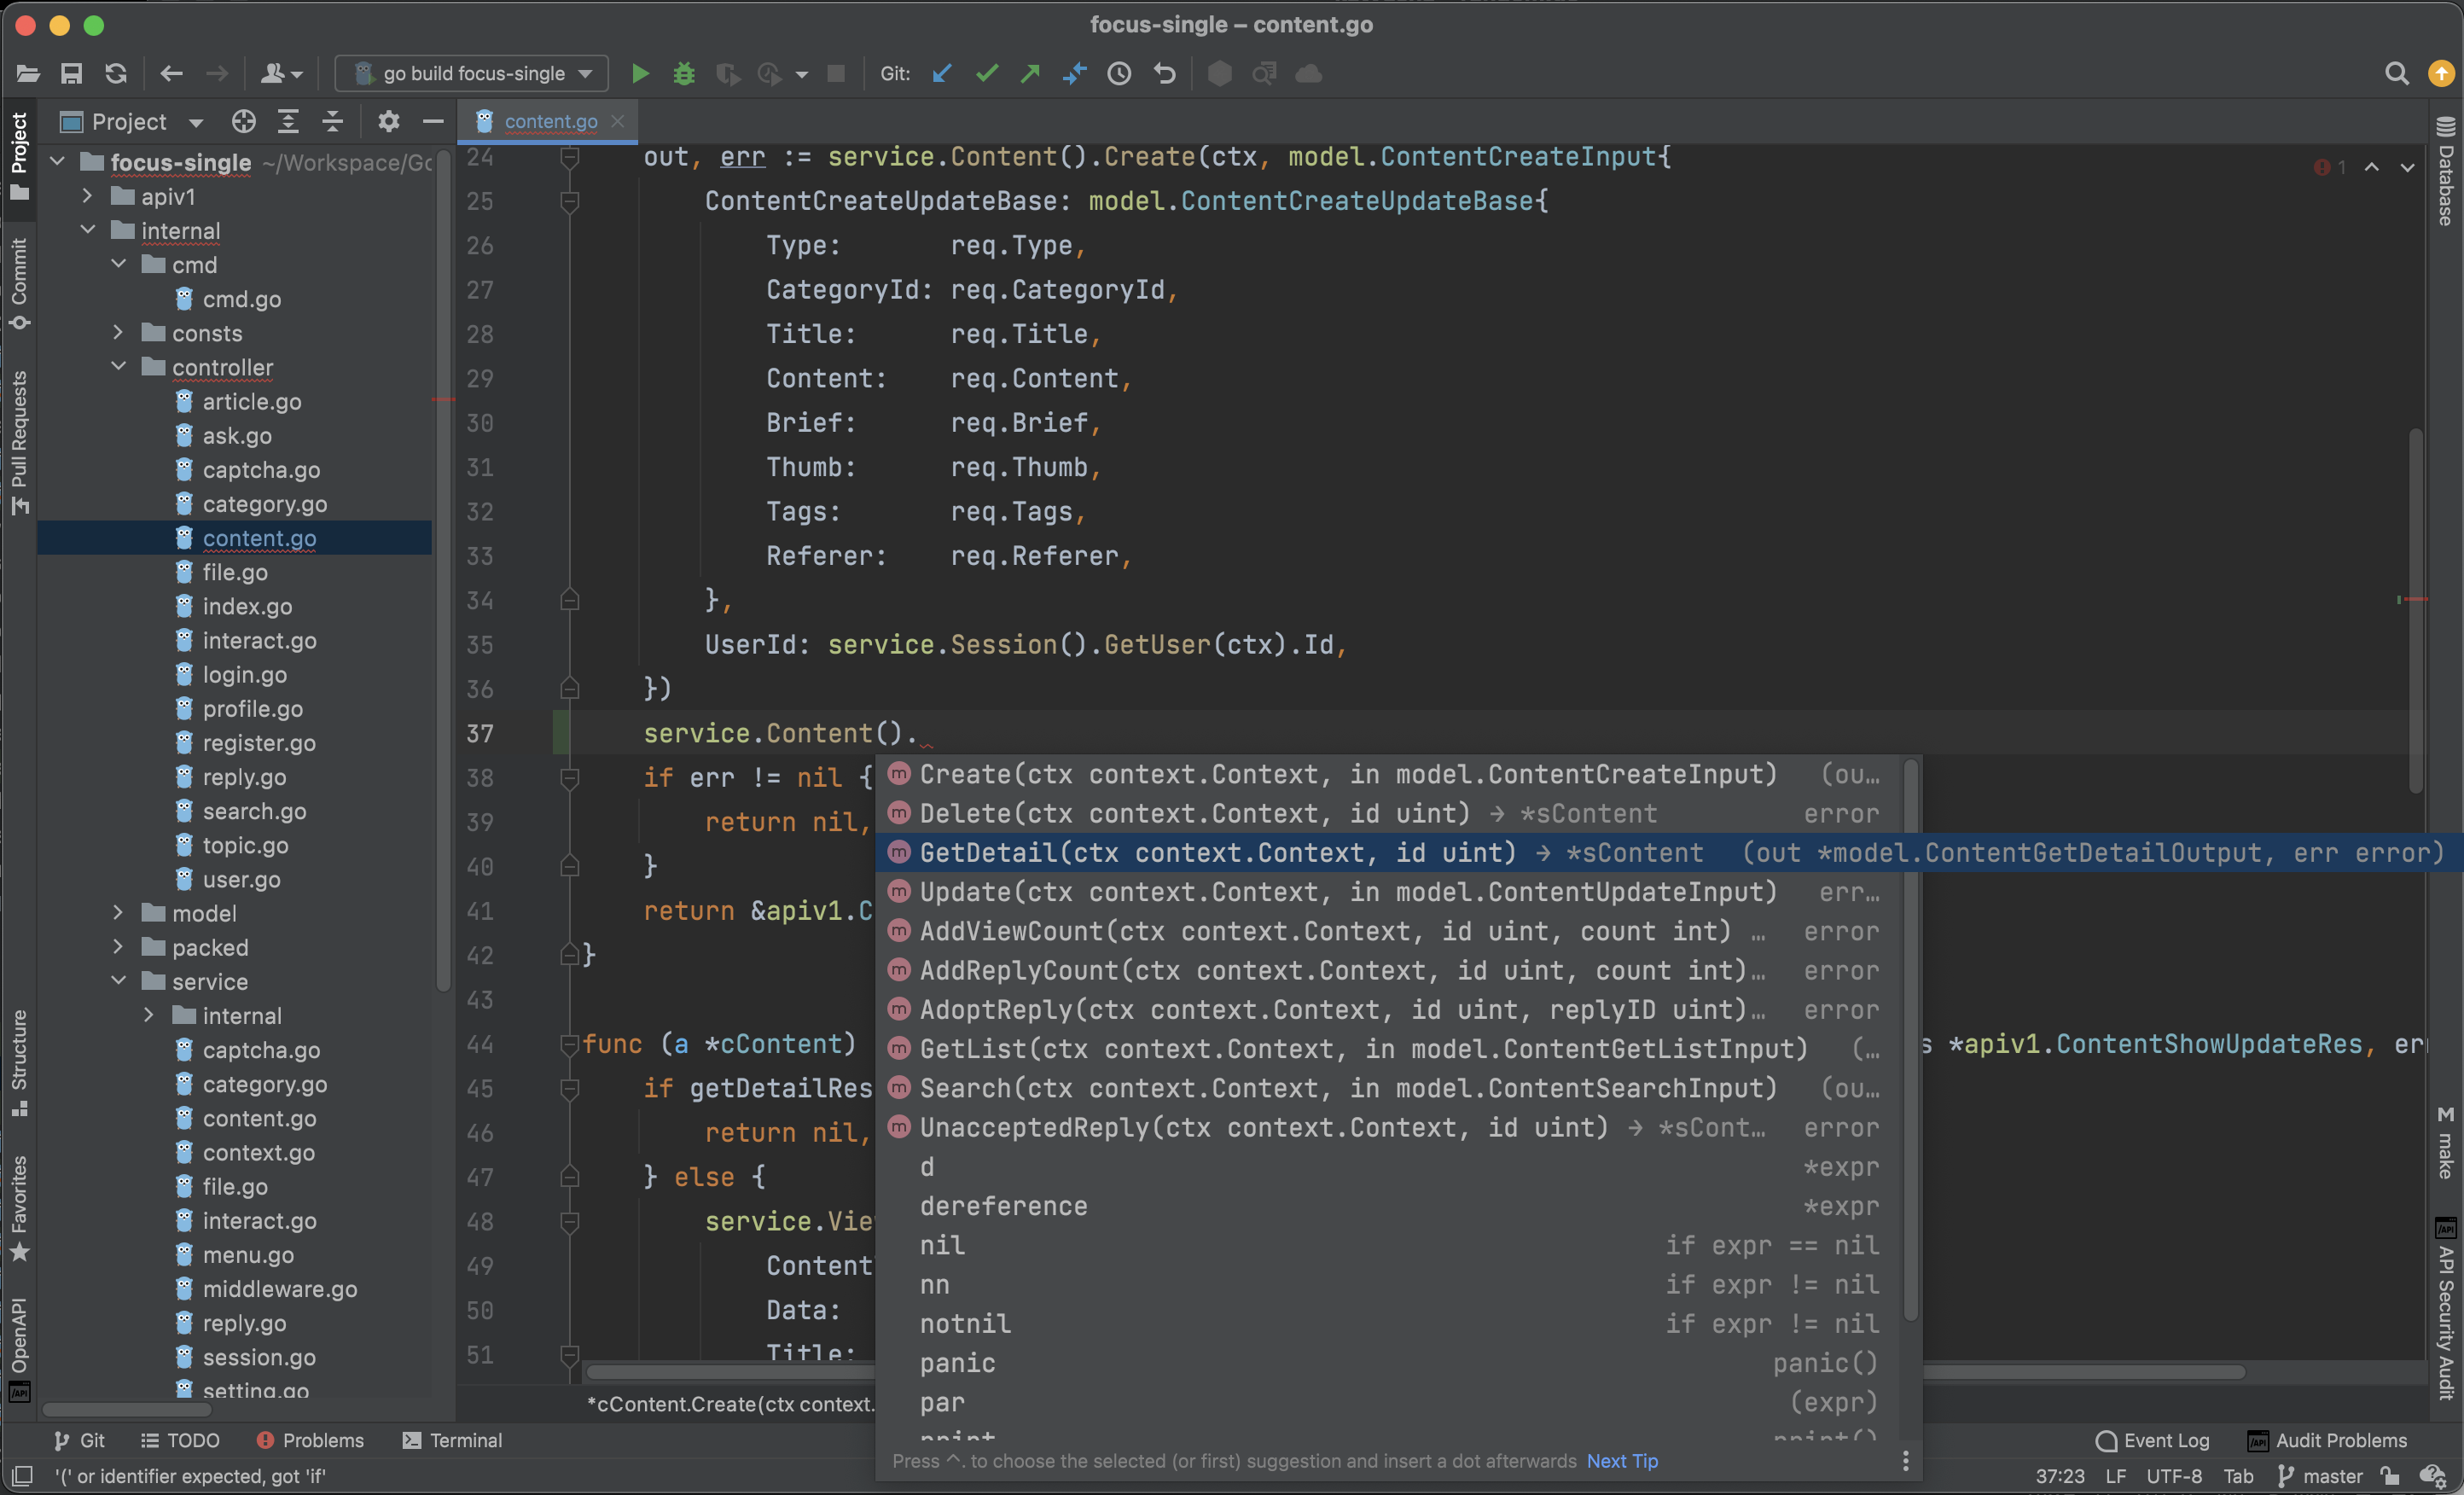 focus-single – content.go
go build focus-single
Git:
Project
content.go
focus-single ~/Workspace/Go
apiv1
internal
cmd
cmd.go
consts
controller
article.go
ask.go
captcha.go
category.go
content.go
file.go
index.go
interact.go
login.go
profile.go
register.go
reply.go
search.go
topic.go
user.go
model
packed
service
internal
captcha.go
category.go
content.go
context.go
file.go
interact.go
menu.go
middleware.go
reply.go
session.go
setting.go
Project
Commit
Pull Requests
Structure
Favorites
OpenAPI
24 out, err := service.Content().Create(ctx, model.ContentCreateInput{
25 ContentCreateUpdateBase: model.ContentCreateUpdateBase{
26 Type: req.Type,
27 CategoryId: req.CategoryId,
28 Title: req.Title,
29 Content: req.Content,
30 Brief: req.Brief,
31 Thumb: req.Thumb,
32 Tags: req.Tags,
33 Referer: req.Referer,
34 },
35 UserId: service.Session().GetUser(ctx).Id,
36 })
37 service.Content().
38 if err != nil {
39 return nil,
40 }
41 return &apiv1.C
42 }
43
44 func (a *cContent) s *apiv1.ContentShowUpdateRes, err
45 if getDetailRes
46 return nil,
47 } else {
48 service.Vie
49 Content
50 Data:
51 Title:
1
Create(ctx context.Context, in model.ContentCreateInput) (ou…
Delete(ctx context.Context, id uint) → *sContent error
GetDetail(ctx context.Context, id uint) → *sContent (out *model.ContentGetDetailOutput, err error)
Update(ctx context.Context, in model.ContentUpdateInput) err…
AddViewCount(ctx context.Context, id uint, count int) … error
AddReplyCount(ctx context.Context, id uint, count int)… error
AdoptReply(ctx context.Context, id uint, replyID uint)… error
GetList(ctx context.Context, in model.ContentGetListInput) (…
Search(ctx context.Context, in model.ContentSearchInput) (ou…
UnacceptedReply(ctx context.Context, id uint) → *sCont… error
d *expr
dereference *expr
nil if expr == nil
nn if expr != nil
notnil if expr != nil
panic panic()
par (expr)
print print()
Press ^. to choose the selected (or first) suggestion and insert a dot afterwards Next Tip
*cContent.Create(ctx context.
Database
make
API Security Audit
Git
TODO
Problems
Terminal
Event Log
Audit Problems
'(' or identifier expected, got 'if'
37:23 LF UTF-8 Tab master